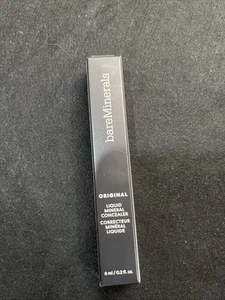 bareMinerals
ORIGINAL
LIQUID
MINERAL
CONCEALER
CORRECTEUR
MINÉRAL
LIQUIDE
6 ml / 0.2 fl. oz.